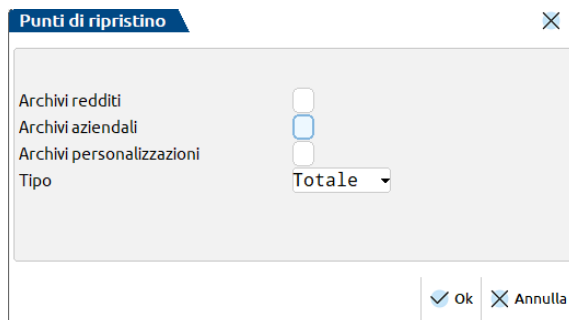 Punti di ripristino
Archivi redditi
Archivi aziendali
Archivi personalizzazioni
Tipo Totale
Ok Annulla